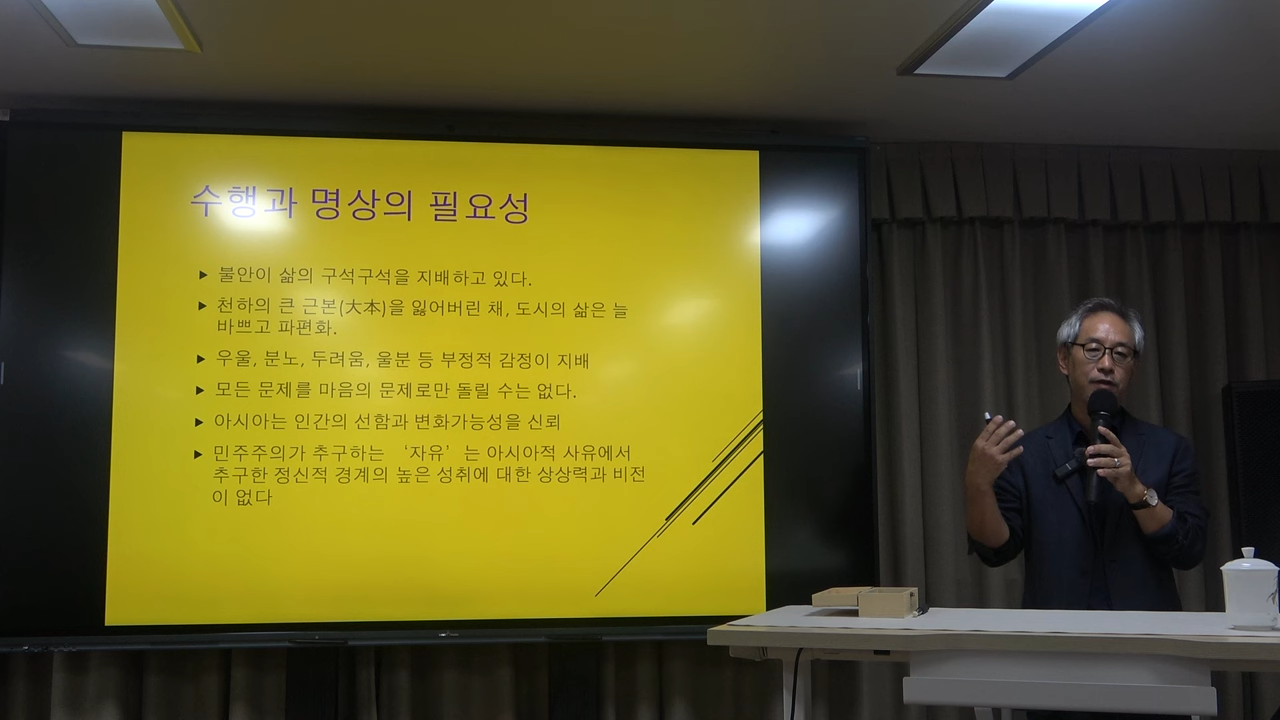 수행과 명상의 필요성
▶ 불안이 삶의 구석구석을 지배하고 있다.
▶ 천하의 큰 근본(大本)을 잃어버린 채, 도시의 삶은 늘
바쁘고 파편화.
▶ 우울, 분노, 두려움, 울분 등 부정적 감정이 지배
▶ 모든 문제를 마음의 문제로만 돌릴 수는 없다.
▶ 아시아는 인간의 선함과 변화가능성을 신뢰
▶ 민주주의가 추구하는 ‘자유’는 아시아적 사유에서
추구한 정신적 경계의 높은 성취에 대한 상상력과 비전
이 없다